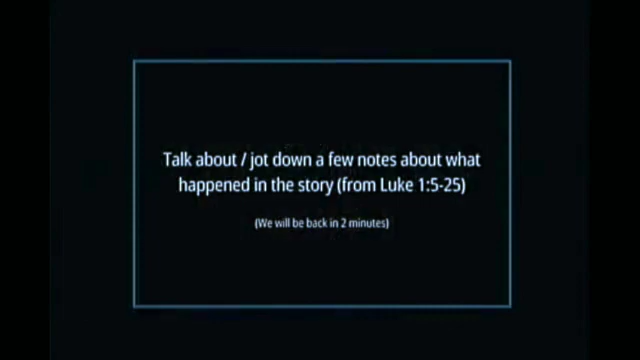 Talk about / jot down a few notes about what
happened in the story (from Luke 1:5-25)
(We will be back in 2 minutes)